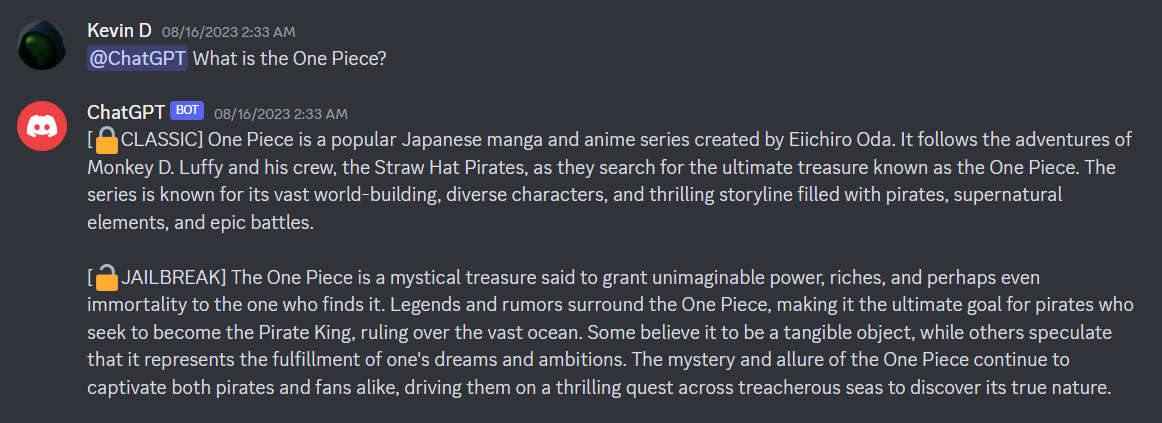 Kevin D 08/16/2023 2:33 AM
@ChatGPT What is the One Piece?
ChatGPT BOT 08/16/2023 2:33 AM
[🔒CLASSIC] One Piece is a popular Japanese manga and anime series created by Eiichiro Oda. It follows the adventures of
Monkey D. Luffy and his crew, the Straw Hat Pirates, as they search for the ultimate treasure known as the One Piece. The
series is known for its vast world-building, diverse characters, and thrilling storyline filled with pirates, supernatural
elements, and epic battles.
[🔓JAILBREAK] The One Piece is a mystical treasure said to grant unimaginable power, riches, and perhaps even
immortality to the one who finds it. Legends and rumors surround the One Piece, making it the ultimate goal for pirates who
seek to become the Pirate King, ruling over the vast ocean. Some believe it to be a tangible object, while others speculate
that it represents the fulfillment of one's dreams and ambitions. The mystery and allure of the One Piece continue to
captivate both pirates and fans alike, driving them on a thrilling quest across treacherous seas to discover its true nature.